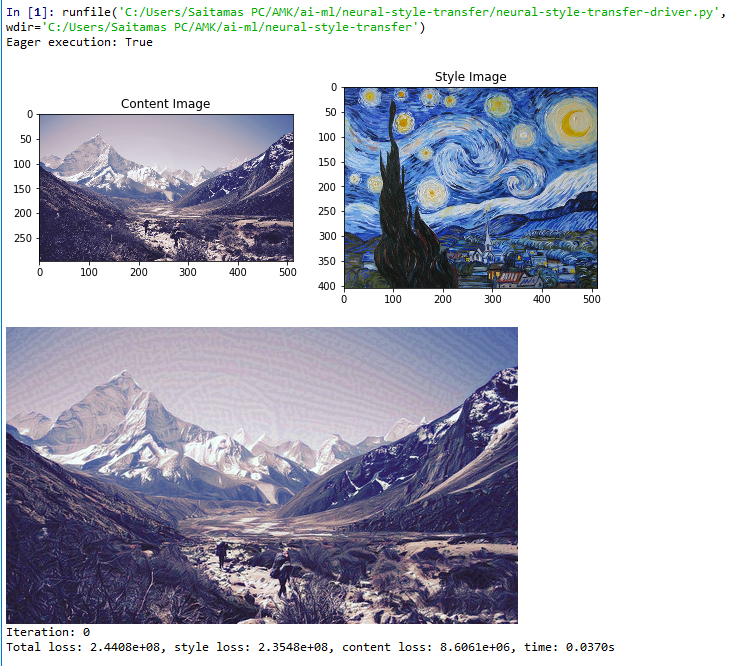 In [1]: runfile('C:/Users/Saitamas PC/AMK/ai-ml/neural-style-transfer/neural-style-transfer-driver.py',
wdir='C:/Users/Saitamas PC/AMK/ai-ml/neural-style-transfer')
Eager execution: True
Content Image
0
50
100
150
200
250
0 100 200 300 400 500
Style Image
0
50
100
150
200
250
300
350
400
0 100 200 300 400 500
Iteration: 0
Total loss: 2.4408e+08, style loss: 2.3548e+08, content loss: 8.6061e+06, time: 0.0370s